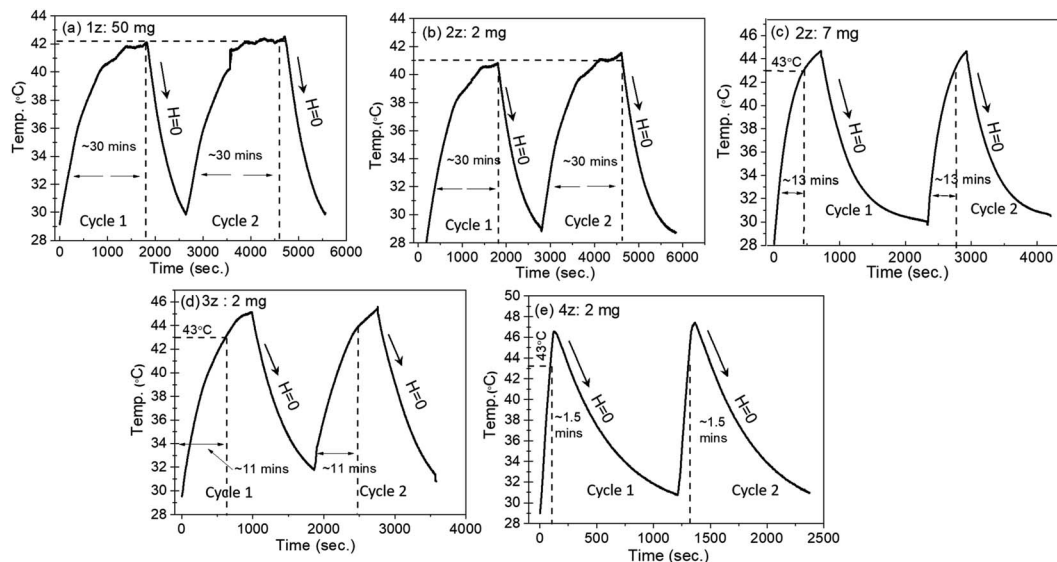 (a) 1z: 50 mg
44
42
40
38
36
34
32
30
28
Temp. (°C)
~30 mins
~30 mins
H=0
H=0
Cycle 1
Cycle 2
0 1000 2000 3000 4000 5000 6000
Time (sec.)
(b) 2z: 2 mg
42
40
38
36
34
32
30
28
Temp. (°C)
~30 mins
~30 mins
H=0
H=0
Cycle 1
Cycle 2
0 1000 2000 3000 4000 5000 6000
Time (sec.)
(c) 2z: 7 mg
46
44
42
40
38
36
34
32
30
28
Temp. (°C)
43°C
~13 mins
~13 mins
H=0
H=0
Cycle 1
Cycle 2
0 1000 2000 3000 4000
Time (sec.)
(d) 3z : 2 mg
46
44
42
40
38
36
34
32
30
28
Temp.(°C)
43°C
~11 mins
~11 mins
H=0
H=0
Cycle 1
Cycle 2
0 1000 2000 3000 4000
Time (sec.)
(e) 4z: 2 mg
50
48
46
44
42
40
38
36
34
32
30
28
Temp.(°C)
43°C
~1.5
mins
~1.5
mins
H=0
H=0
Cycle 1
Cycle 2
0 500 1000 1500 2000 2500
Time (sec.)